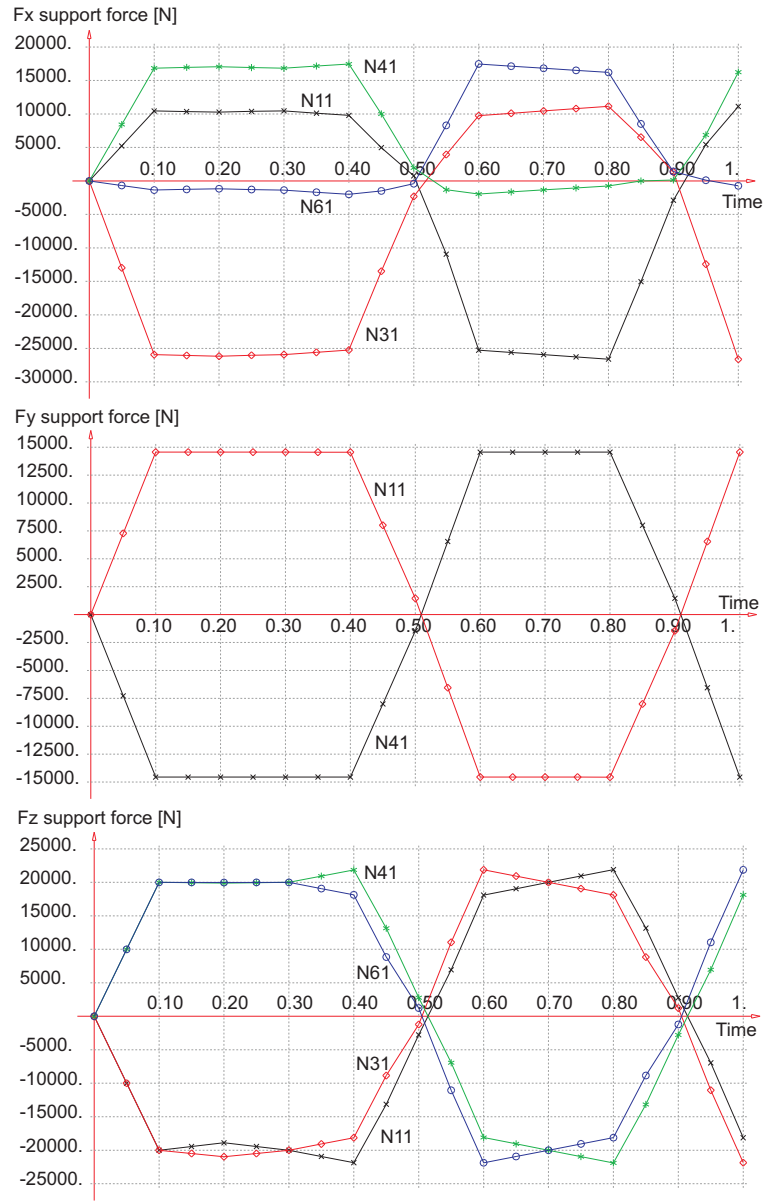 Fx support force [N]
20000.
N41
15000.
N11
10000.
5000.
0.10 0.20 0.30 0.40 0.50 0.60 0.70 0.80 0.90 1.
Time
-5000.
N61
-10000.
-15000.
-20000.
N31
-25000.
-30000.
Fy support force [N]
15000.
12500.
N11
10000.
7500.
5000.
2500.
Time
0.10 0.20 0.30 0.40 0.50 0.60 0.70 0.80 0.90 1.
-2500.
-5000.
-7500.
-10000.
N41
-12500.
-15000.
Fz support force [N]
25000.
N41
20000.
15000.
10000.
N61
5000.
0.10 0.20 0.30 0.40 0.50 0.60 0.70 0.80 0.90 1.
Time
-5000.
N31
-10000.
-15000.
N11
-20000.
-25000.